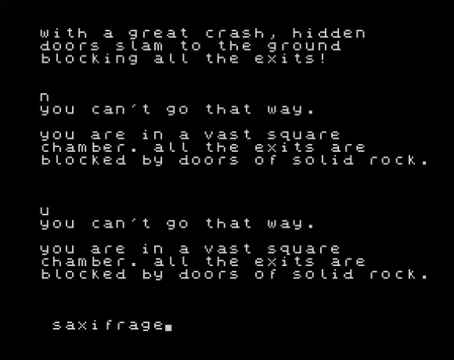 with a great crash, hidden
doors slam to the ground
blocking all the exits!
n
you can't go that way.
you are in a vast square
chamber. all the exits are
blocked by doors of solid rock.
u
you can't go that way.
you are in a vast square
chamber. all the exits are
blocked by doors of solid rock.
saxifrage